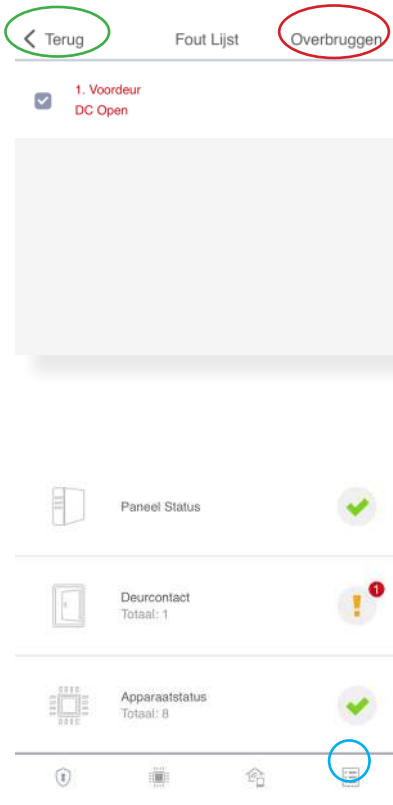 Terug
Fout Lijst
Overbruggen
1. Voordeur
DC Open
Paneel Status
Deurcontact
Totaal: 1
1
Apparaatstatus
Totaal: 8